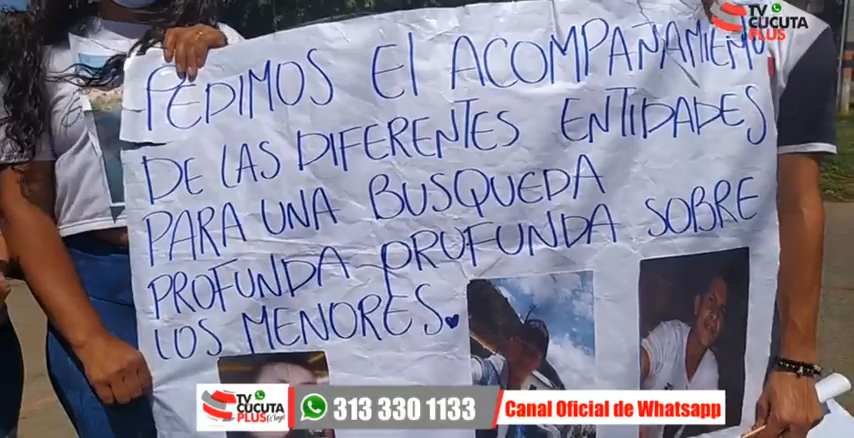 TV
CUCUTA
PLUS
PEDIMOS El ACOMPAÑAMIENTO
DE LAS DIFERENTES ENTIDADES
PARA UNA BUSQUEDA
PROFUNDA PROFUNDA SOBRE
LOS MENORES.
TV
CUCUTA
PLUS
313 330 1133
Canal Oficial de Whatsapp